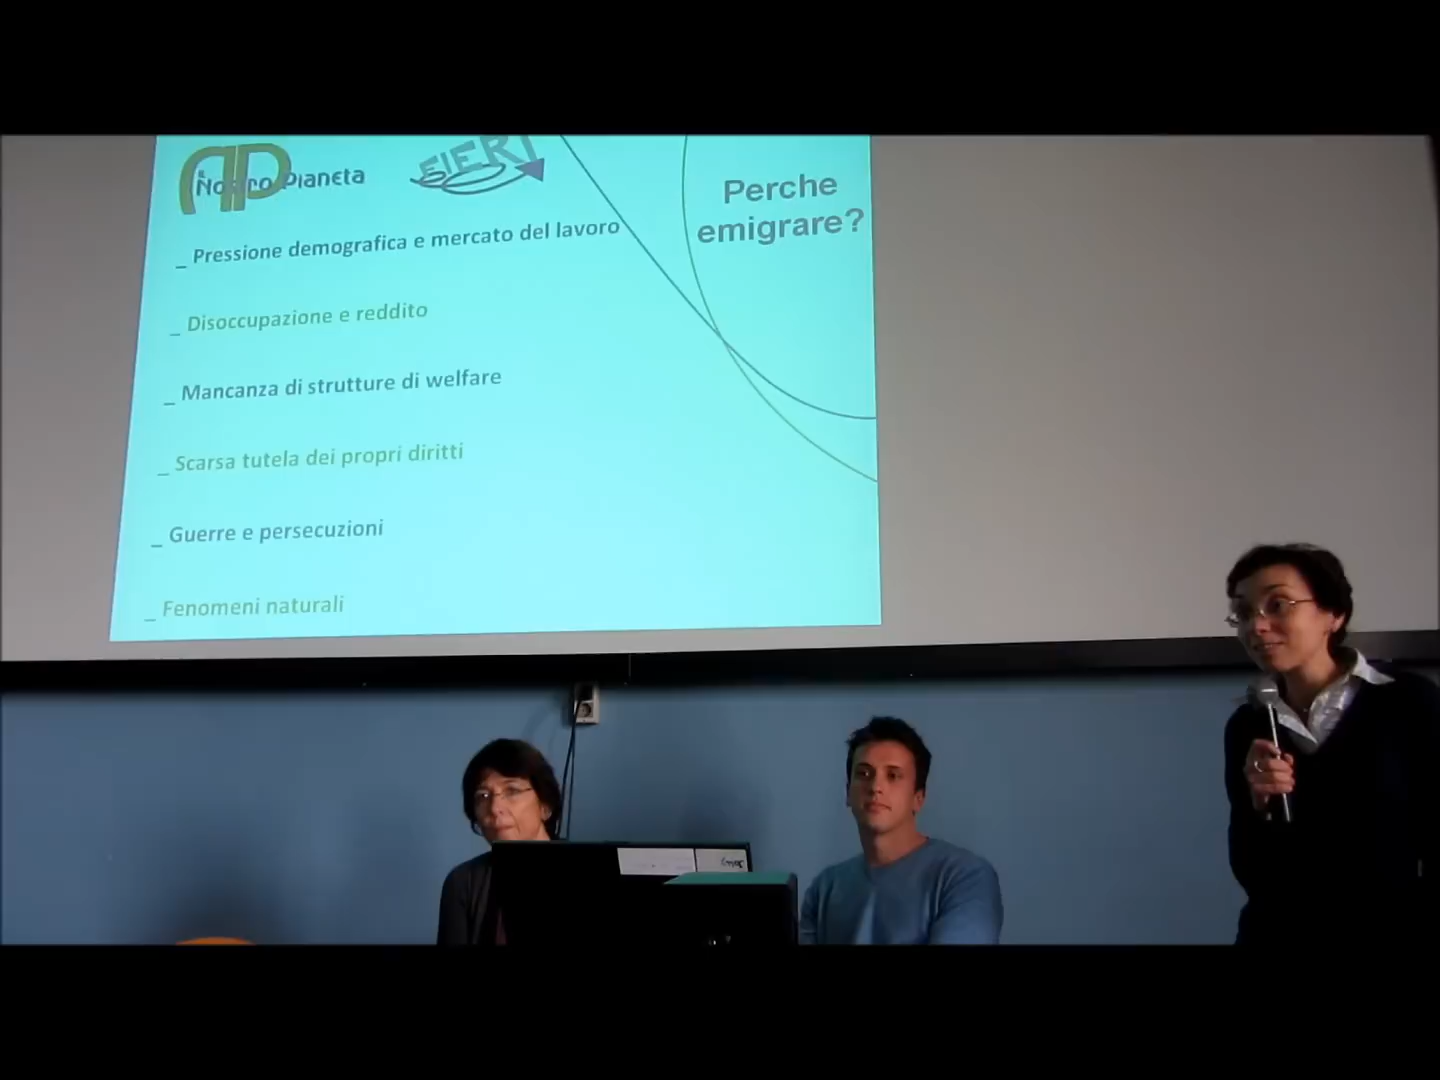 Il Nostro Pianeta
FIERI
Perche
emigrare?
_ Pressione demografica e mercato del lavoro
_ Disoccupazione e reddito
_ Mancanza di strutture di welfare
_ Scarsa tutela dei propri diritti
_ Guerre e persecuzioni
_ Fenomeni naturali